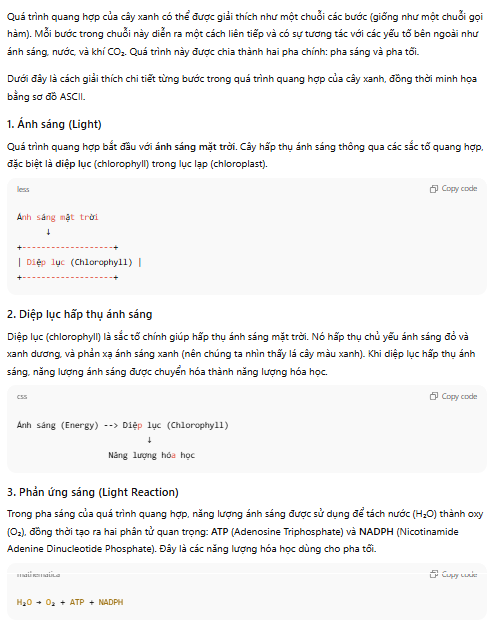 Quá trình quang hợp của cây xanh có thể được giải thích như một chuỗi các bước (giống như một chuỗi gọi
hàm). Mỗi bước trong chuỗi này diễn ra một cách liên tiếp và có sự tương tác với các yếu tố bên ngoài như
ánh sáng, nước, và khí CO₂. Quá trình này được chia thành hai pha chính: pha sáng và pha tối.
Dưới đây là cách giải thích chi tiết từng bước trong quá trình quang hợp của cây xanh, đồng thời minh họa
bằng sơ đồ ASCII.
1. Ánh sáng (Light)
Quá trình quang hợp bắt đầu với ánh sáng mặt trời. Cây hấp thụ ánh sáng thông qua các sắc tố quang hợp,
đặc biệt là diệp lục (chlorophyll) trong lục lạp (chloroplast).
less
Copy code
Ánh sáng mặt trời
↓
+-------------------+
| Diệp lục (Chlorophyll) |
+-------------------+
2. Diệp lục hấp thụ ánh sáng
Diệp lục (chlorophyll) là sắc tố chính giúp hấp thụ ánh sáng mặt trời. Nó hấp thụ chủ yếu ánh sáng đỏ và
xanh dương, và phản xạ ánh sáng xanh (nên chúng ta nhìn thấy lá cây màu xanh). Khi diệp lục hấp thụ ánh
sáng, năng lượng ánh sáng được chuyển hóa thành năng lượng hóa học.
css
Copy code
Ánh sáng (Energy) --> Diệp lục (Chlorophyll)
↓
Năng lượng hóa học
3. Phản ứng sáng (Light Reaction)
Trong pha sáng của quá trình quang hợp, năng lượng ánh sáng được sử dụng để tách nước (H₂O) thành oxy
(O₂), đồng thời tạo ra hai phân tử quan trọng: ATP (Adenosine Triphosphate) và NADPH (Nicotinamide
Adenine Dinucleotide Phosphate). Đây là các năng lượng hóa học dùng cho pha tối.
mathematica
Copy code
H₂O → O₂ + ATP + NADPH